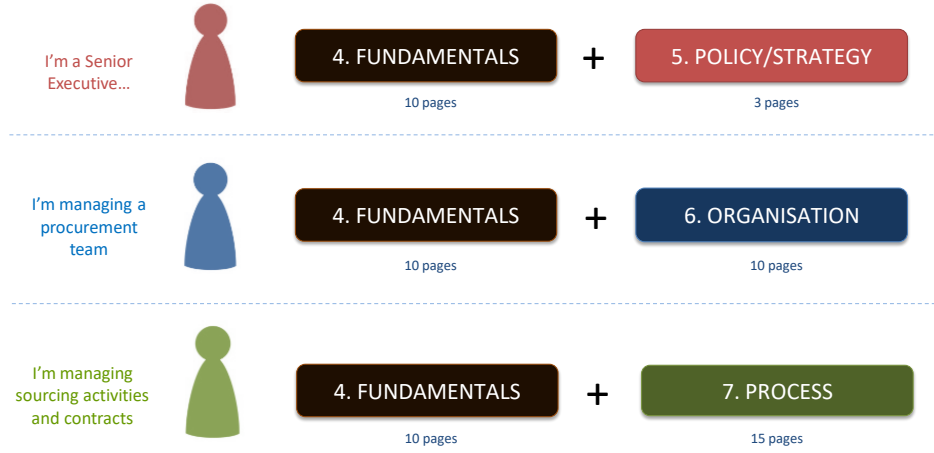 I'm a Senior
Executive...
4. FUNDAMENTALS
+
5. POLICY/STRATEGY
10 pages
3 pages
I'm managing a
procurement
team
4. FUNDAMENTALS
+
6. ORGANISATION
10 pages
10 pages
I'm managing
sourcing activities
and contracts
4. FUNDAMENTALS
+
7. PROCESS
10 pages
15 pages